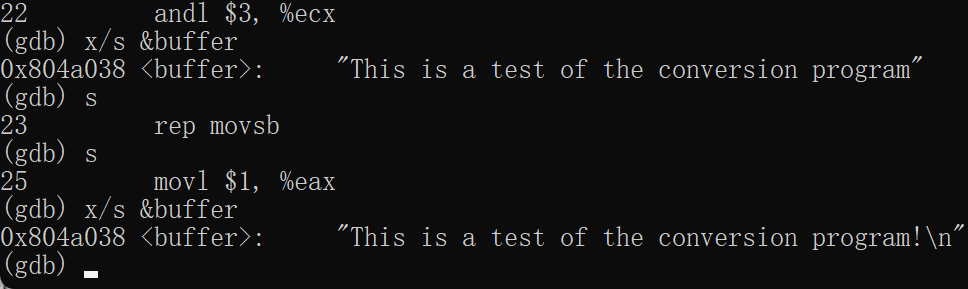 22 andl $3, %ecx
(gdb) x/s &buffer
0x804a038 <buffer>: "This is a test of the conversion program"
(gdb) s
23 rep movsb
(gdb) s
25 movl $1, %eax
(gdb) x/s &buffer
0x804a038 <buffer>: "This is a test of the conversion program!\n"
(gdb)